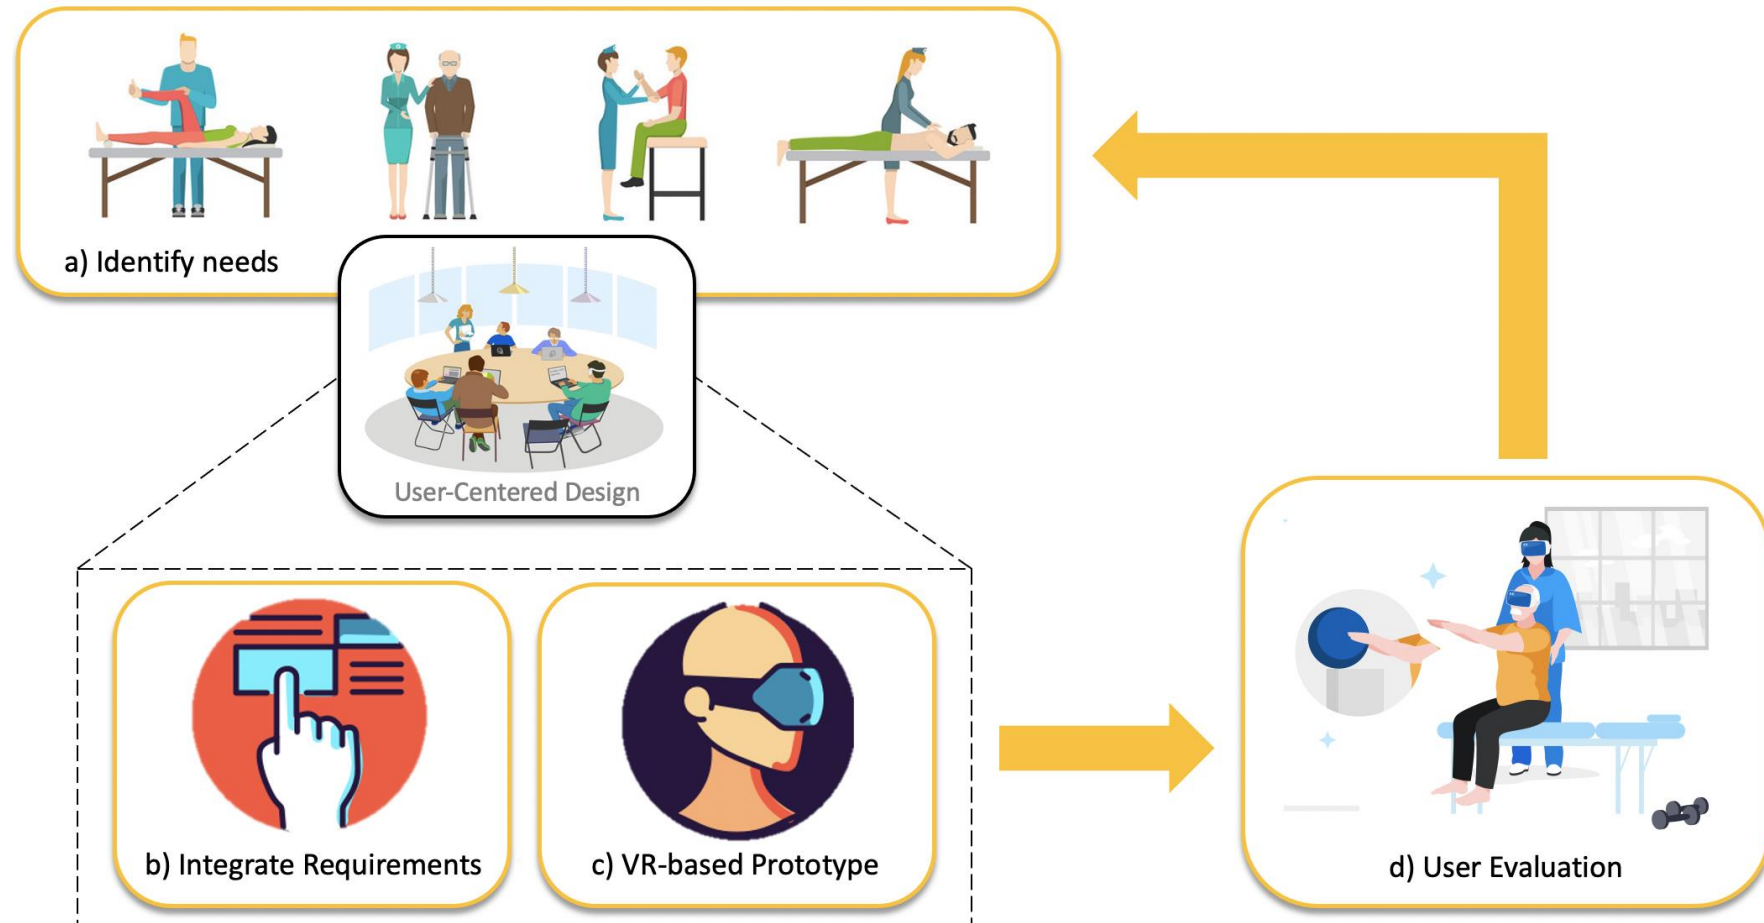 a) Identify needs
User-Centered Design
b) Integrate Requirements
c) VR-based Prototype
d) User Evaluation